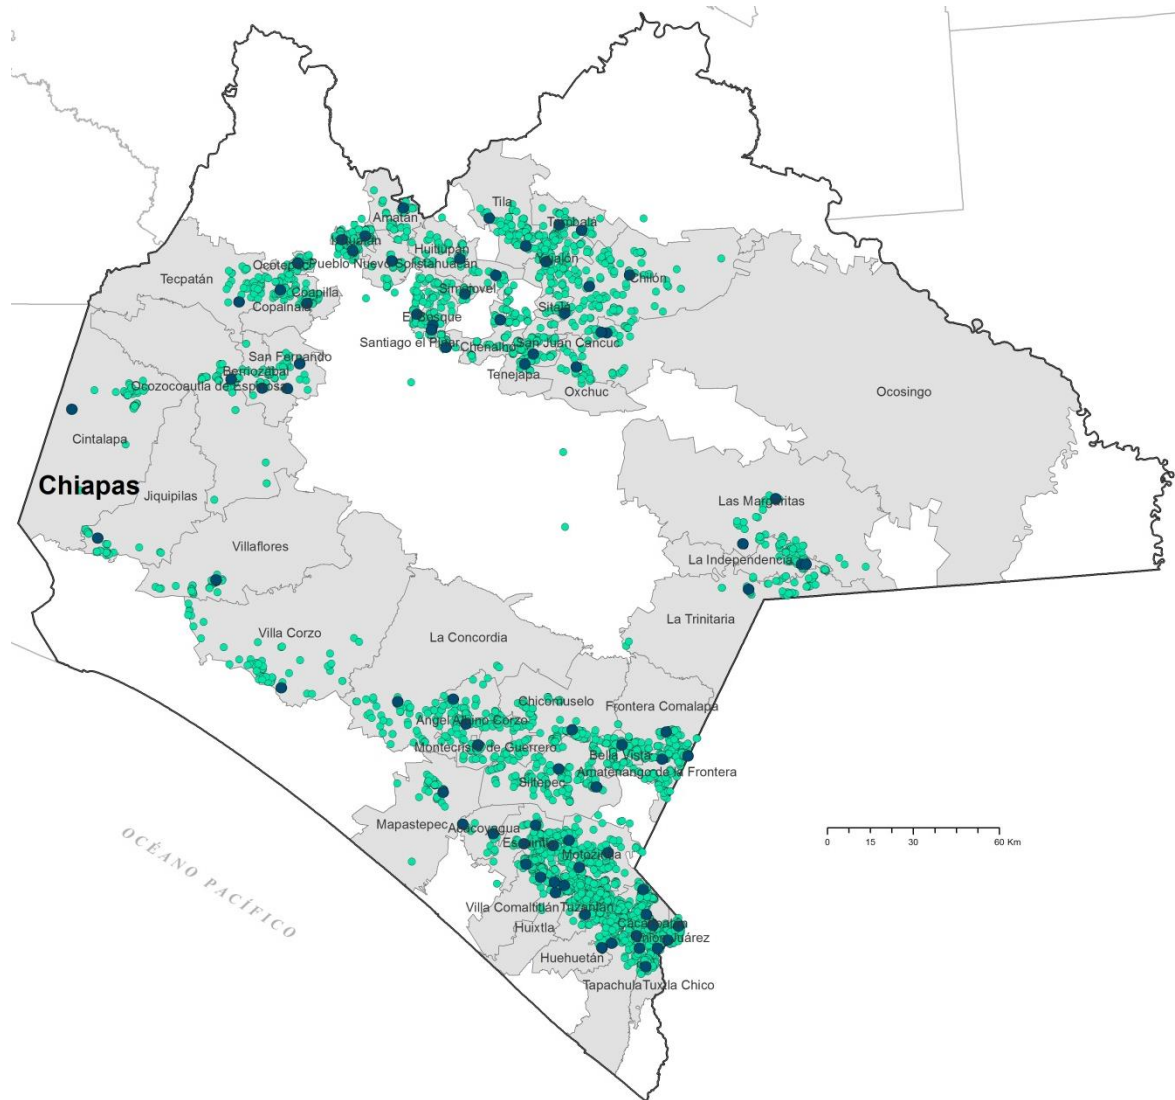 Tila
Amatán
Tumbalá
Ixhuatán
Huitiupán
Ocotepec
Pueblo Nuevo Solistahuacán
Yajalón
Tecpatán
Chilón
Coapilla
Simojovel
Copainalá
Sitalá
El Bosque
Santiago el Pinar
Chenalhó
San Juan Cancuc
San Fernando
Berriozábal
Tenejapa
Ocozocoautla de Espinosa
Oxchuc
Ocosingo
Cintalapa
Chiapas
Jiquipilas
Las Margaritas
Villaflores
La Independencia
La Trinitaria
Villa Corzo
La Concordia
Chicomuselo
Frontera Comalapa
Ángel Albino Corzo
Montecristo de Guerrero
Bella Vista
Amatenango de la Frontera
Siltepec
Mapastepec
Acacoyagua
Escuintla
Motozintla
OCÉANO PACÍFICO
0 15 30 60 Km
Villa Comaltitlán
Tuzantán
Huixtla
Cacahoatán
Unión Juárez
Huehuetán
Tapachula
Tuxtla Chico